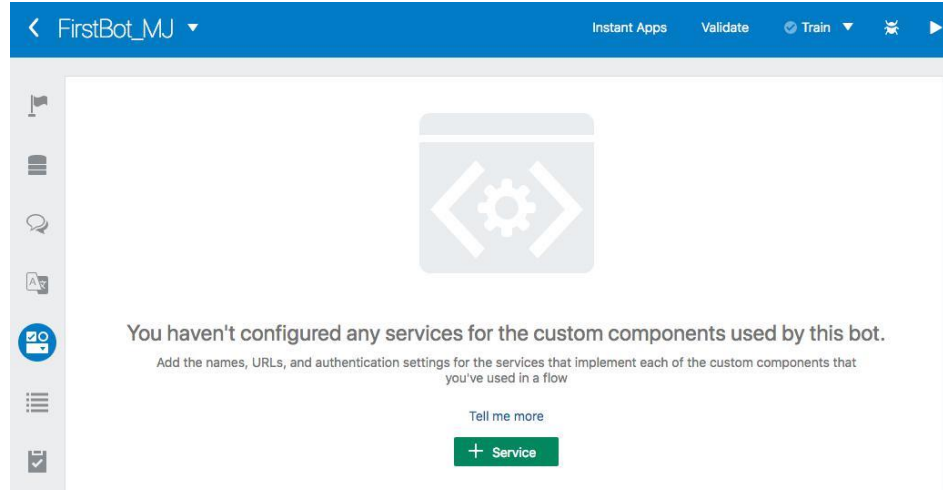 FirstBot_MJ
Instant Apps
Validate
Train
You haven't configured any services for the custom components used by this bot.
Add the names, URLs, and authentication settings for the services that implement each of the custom components that
you've used in a flow
Tell me more
+ Service